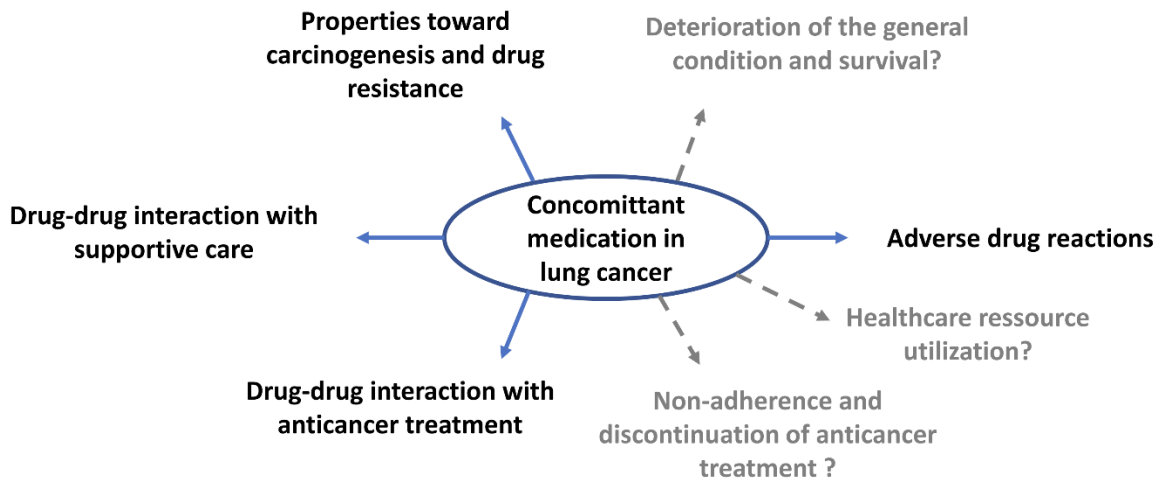 Properties toward
carcinogenesis and drug
resistance
Deterioration of the general
condition and survival?
Drug-drug interaction with
supportive care
Concomittant
medication in
lung cancer
Adverse drug reactions
Healthcare ressource
utilization?
Drug-drug interaction with
anticancer treatment
Non-adherence and
discontinuation of anticancer
treatment ?